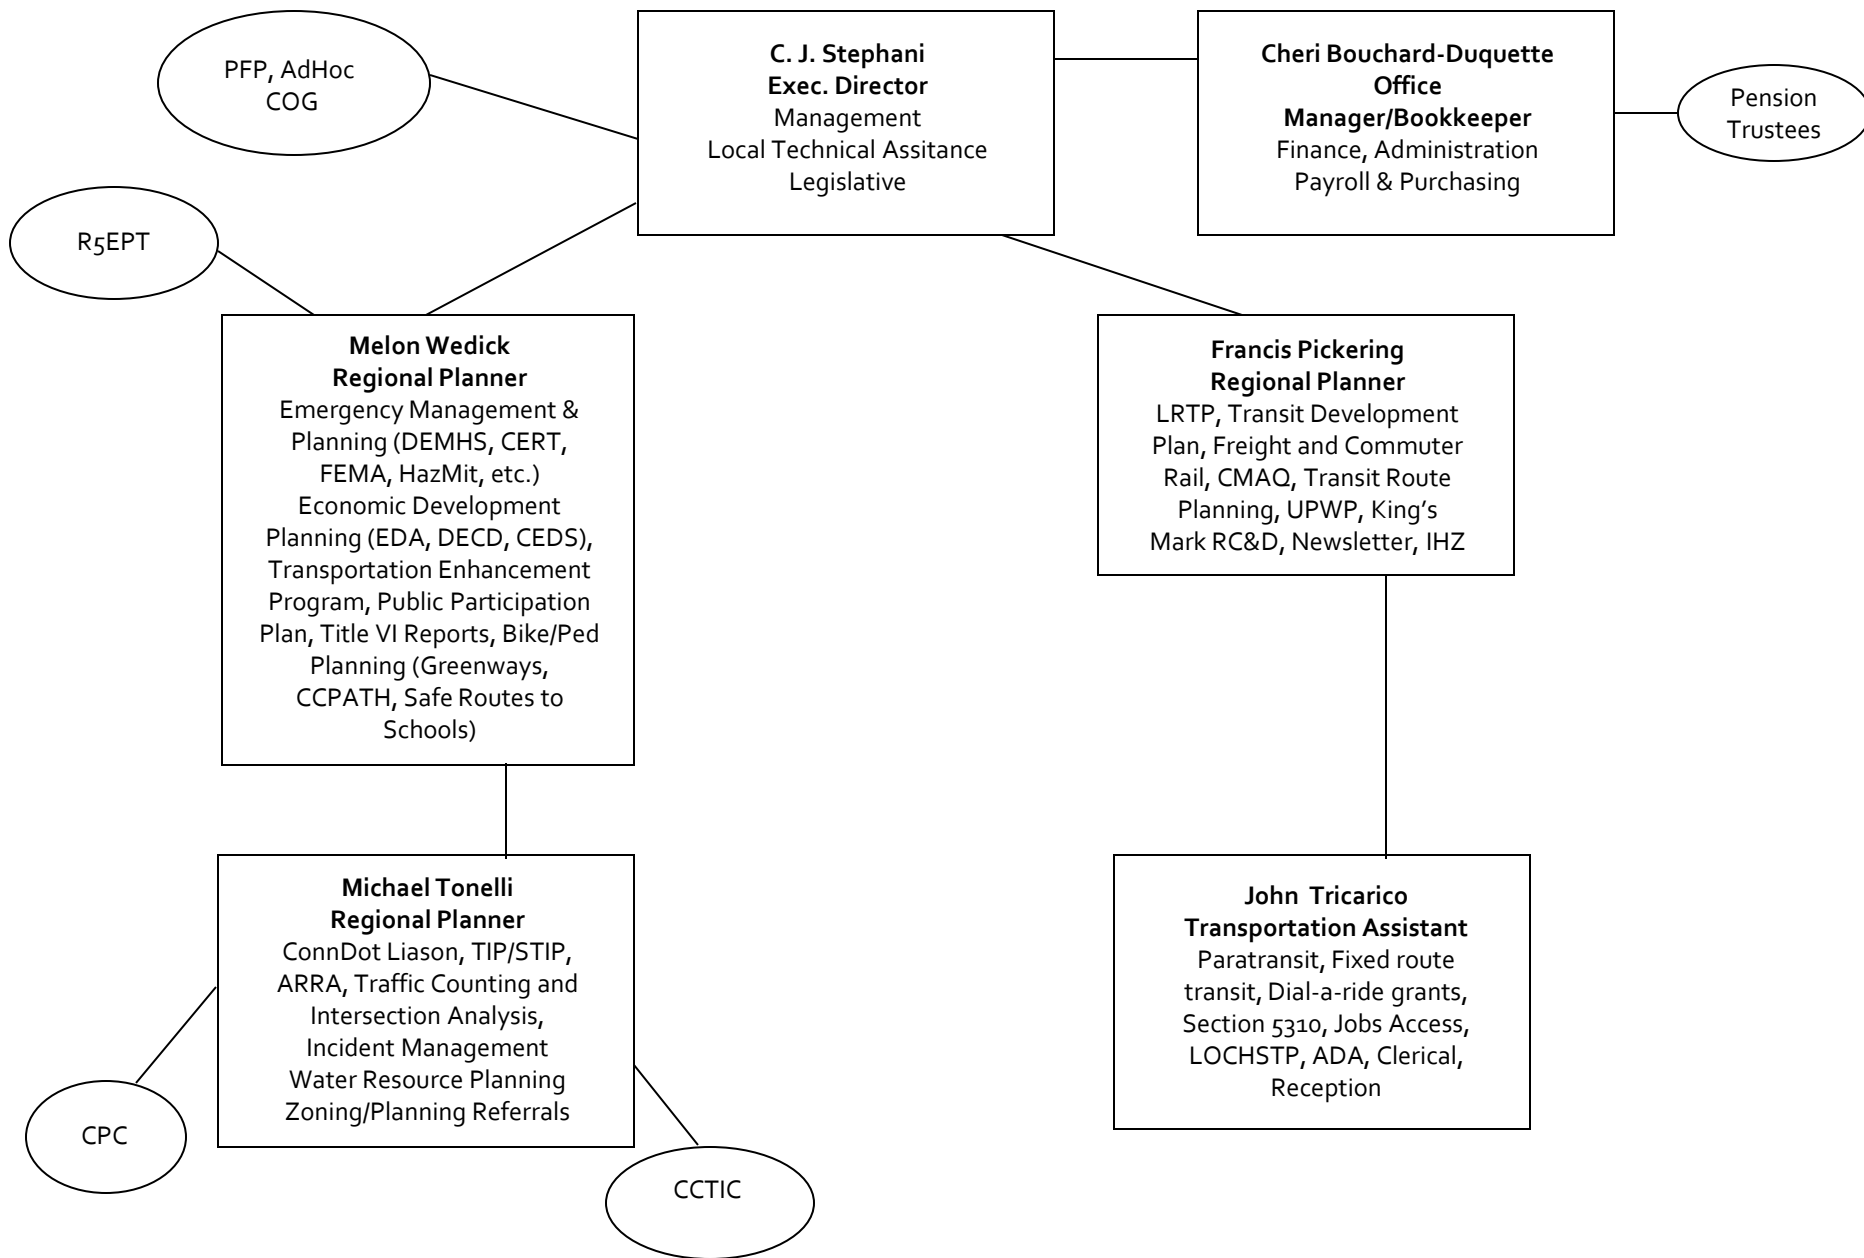 PFP, AdHoc
COG
C. J. Stephani
Exec. Director
Management
Local Technical Assitance
Legislative
Cheri Bouchard-Duquette
Office
Manager/Bookkeeper
Finance, Administration
Payroll & Purchasing
Pension
Trustees
R5EPT
Melon Wedick
Regional Planner
Emergency Management &
Planning (DEMHS, CERT,
FEMA, HazMit, etc.)
Economic Development
Planning (EDA, DECD, CEDS),
Transportation Enhancement
Program, Public Participation
Plan, Title VI Reports, Bike/Ped
Planning (Greenways,
CCPATH, Safe Routes to
Schools)
Francis Pickering
Regional Planner
LRTP, Transit Development
Plan, Freight and Commuter
Rail, CMAQ, Transit Route
Planning, UPWP, King’s
Mark RC&D, Newsletter, IHZ
Michael Tonelli
Regional Planner
ConnDot Liason, TIP/STIP,
ARRA, Traffic Counting and
Intersection Analysis,
Incident Management
Water Resource Planning
Zoning/Planning Referrals
John  Tricarico
Transportation Assistant
Paratransit, Fixed route
transit, Dial-a-ride grants,
Section 5310, Jobs Access,
LOCHSTP, ADA, Clerical,
Reception
CPC
CCTIC